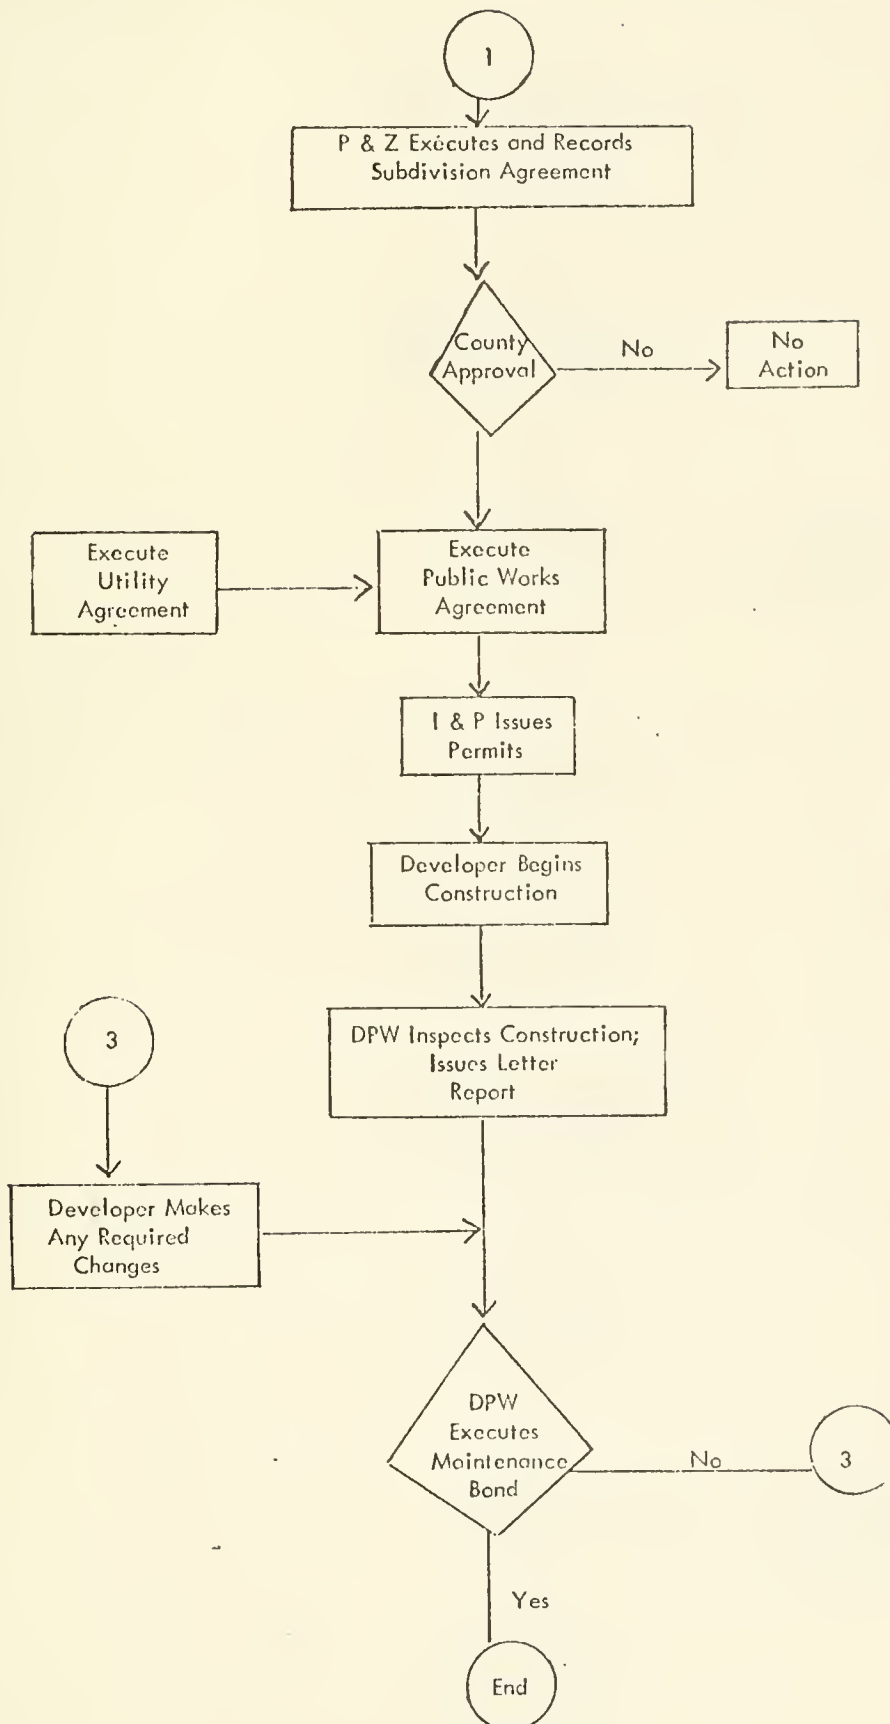 1
P & Z Executes and Records
Subdivision Agreement
County
Approval
No
No
Action
Execute
Utility
Agreement
Execute
Public Works
Agreement
I & P Issues
Permits
Developer Begins
Construction
3
DPW Inspects Construction;
Issues Letter
Report
Developer Makes
Any Required
Changes
DPW
Executes
Maintenance
Bond
No
3
Yes
End